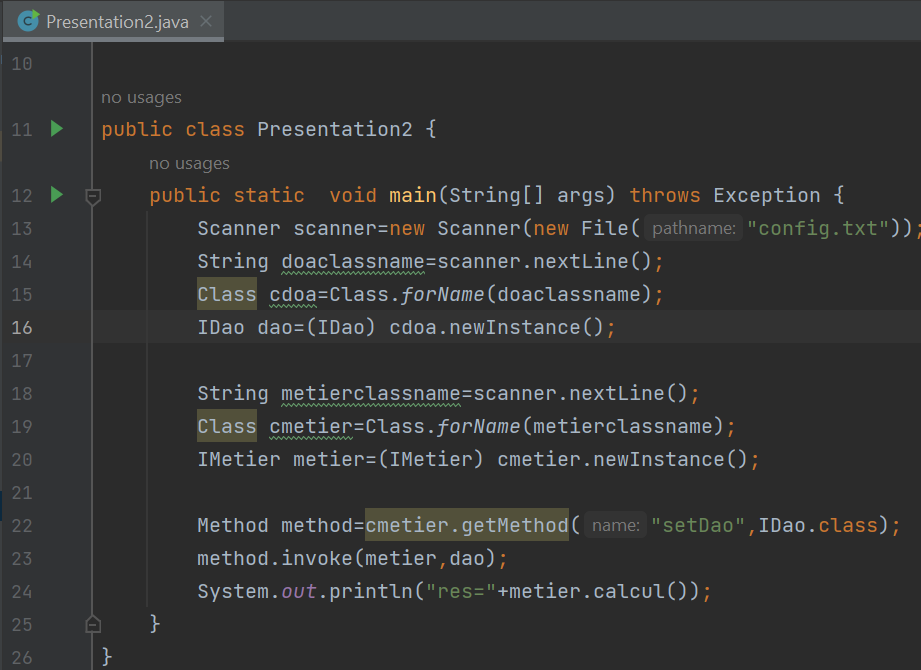 Presentation2.java
10
no usages
11 public class Presentation2 {
no usages
12 public static  void main(String[] args) throws Exception {
13 Scanner scanner=new Scanner(new File( pathname: "config.txt"));
14 String doaclassname=scanner.nextLine();
15 Class cdoa=Class.forName(doaclassname);
16 IDao dao=(IDao) cdoa.newInstance();
17
18 String metierclassname=scanner.nextLine();
19 Class cmetier=Class.forName(metierclassname);
20 IMetier metier=(IMetier) cmetier.newInstance();
21
22 Method method=cmetier.getMethod( name: "setDao",IDao.class);
23 method.invoke(metier,dao);
24 System.out.println("res="+metier.calcul());
25 }
26 }